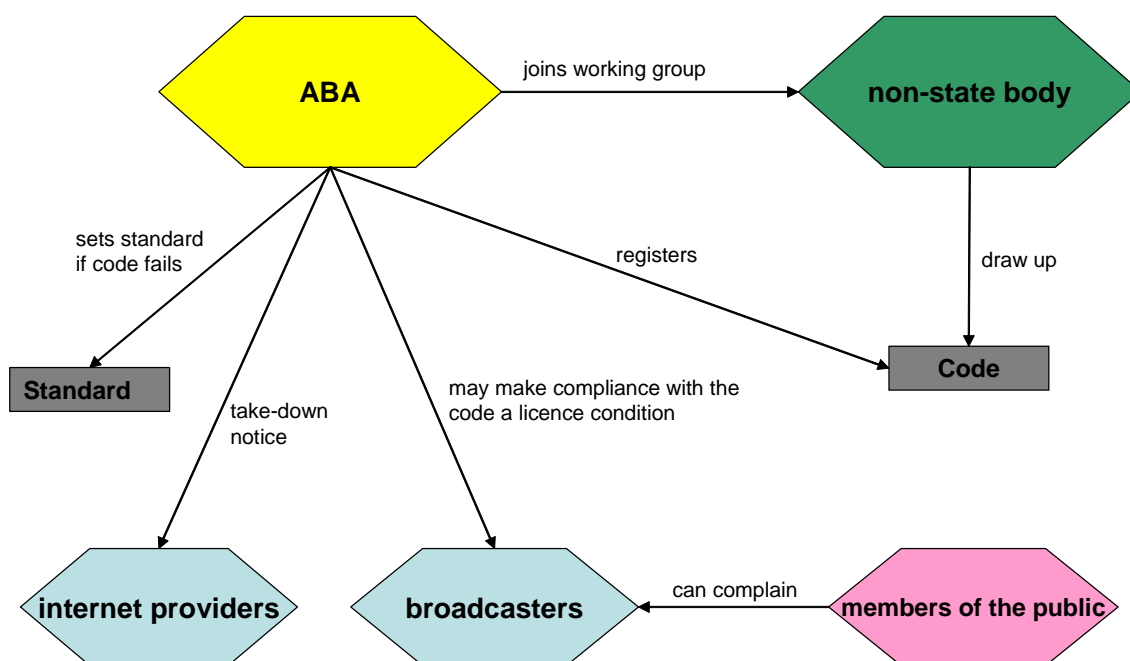 joins working group
ABA
non-state body
sets standard
if code fails
registers
draw up
Standard
Code
may make compliance with the
code a licence condition
take-down
notice
can complain
internet providers
broadcasters
members of the public